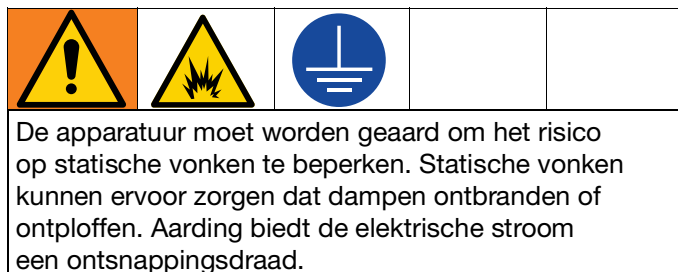 De apparatuur moet worden geaard om het risico
op statische vonken te beperken. Statische vonken
kunnen ervoor zorgen dat dampen ontbranden of
ontploffen. Aarding biedt de elektrische stroom
een ontsnappingsdraad.